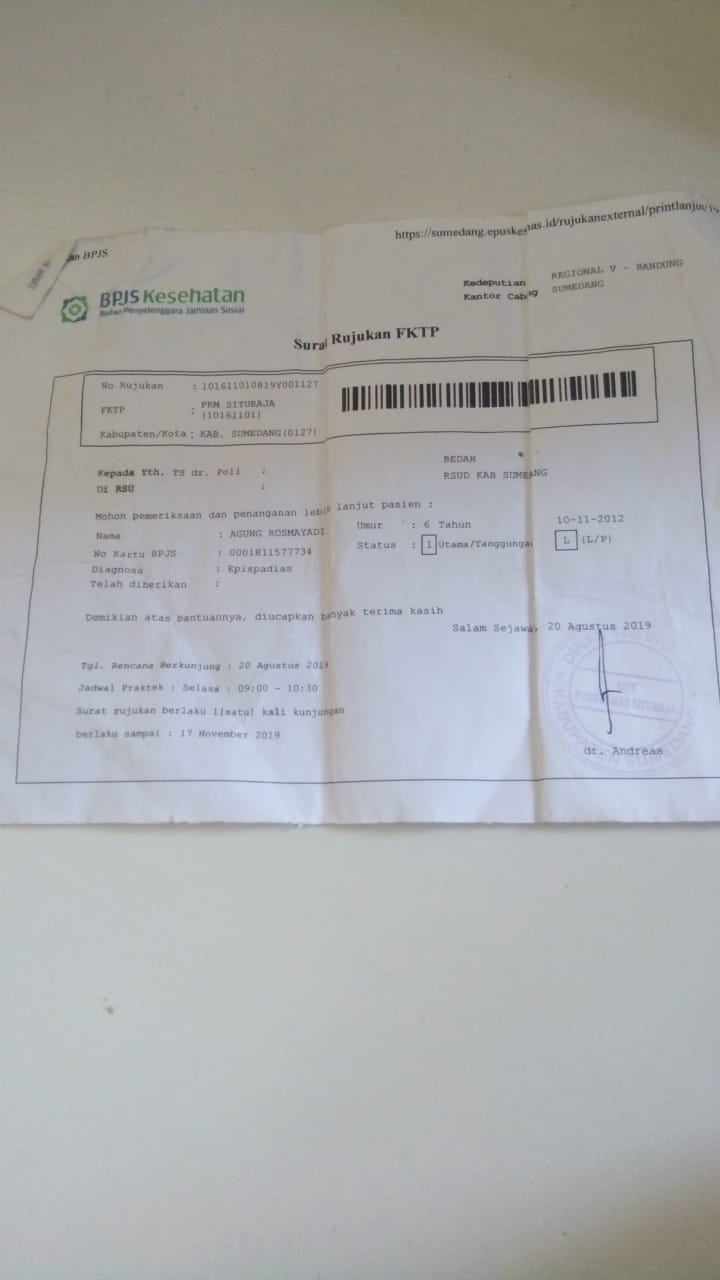 an BPJS
https://sumedang.epuskesmas.id/rujukanexternal/printlanjut/
BPJS Kesehatan
Badan Penyelenggara Jaminan Sosial
Kedeputian REGIONAL V - BANDUNG
Kantor Cabang SUMEDANG
Surat Rujukan FKTP
No Rujukan : 101611010819Y001127
FKTP : PKM SITURAJA
(10161101)
Kabupaten/Kota : KAB. SUMEDANG(0127)
Kepada Yth. TS dr. Poli : BEDAH
Di RSU : RSUD KAB SUMEDANG
Mohon pemeriksaan dan penanganan lebih lanjut pasien :
Nama : AGUNG ROSMAYADI Umur : 6 Tahun 10-11-2012
No Kartu BPJS : 0001811577734 Status : 1 Utama/Tanggungan L (L/P)
Diagnosa : Epispadias
Telah diberikan :
Demikian atas bantuannya, diucapkan banyak terima kasih
Salam Sejawat, 20 Agustus 2019
Tgl. Rencana Berkunjung : 20 Agustus 2019
Jadwal Praktek : Selasa : 09:00 - 10:30
Surat rujukan berlaku 1[satu] kali kunjungan
berlaku sampai : 17 November 2019
UPT
PUSKESMAS SITURAJA
KABUPATEN SUMEDANG
dr. Andreas